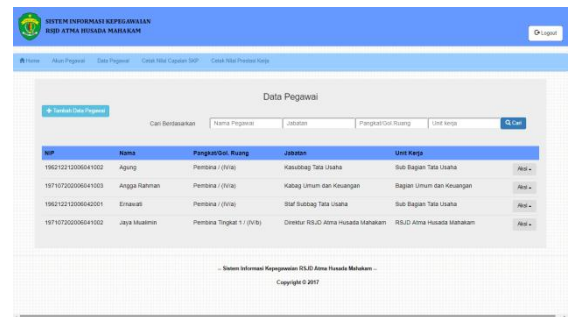 SISTEM INFORMASI KEPEGAWAIAN
RSJD ATMA HUSADA MAHAKAM
Logout
Home Akun Pegawai Data Pegawai Cetak Nilai Capaian SKP Cetak Nilai Prestasi Kerja
Data Pegawai
+ Tambah Data Pegawai
Cari Berdasarkan Nama Pegawai Jabatan Pangkat/Gol.Ruang Unit Kerja Cari
NIP Nama Pangkat/Gol. Ruang Jabatan Unit Kerja
196212212006041002 Agung Pembina / (IV/a) Kasubbag Tata Usaha Sub Bagian Tata Usaha Aksi
197107202006041003 Angga Rahman Pembina / (IV/a) Kabag Umum dan Keuangan Bagian Umum dan Keuangan Aksi
196212212006042001 Ernawati Pembina / (IV/a) Staf Subbag Tata Usaha Sub Bagian Tata Usaha Aksi
197107202006041002 Jaya Mualimin Pembina Tingkat 1 / (IV/b) Direktur RSJD Atma Husada Mahakam RSJD Atma Husada Mahakam Aksi
-- Sistem Informasi Kepegawaian RSJD Atma Husada Mahakam --
Copyright © 2017